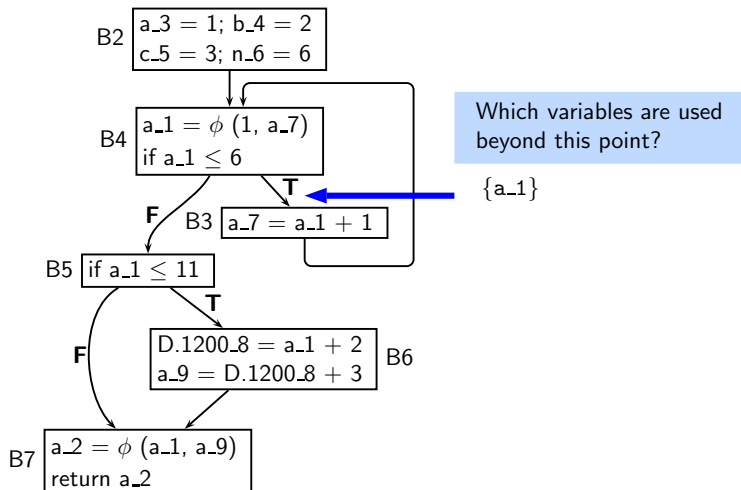 B2
a_3 = 1; b_4 = 2
c_5 = 3; n_6 = 6
B4
a_1 = ϕ (1, a_7)
if a_1 ≤ 6
Which variables are used
beyond this point?
{a_1}
T
F
B3
a_7 = a_1 + 1
B5
if a_1 ≤ 11
T
F
D.1200_8 = a_1 + 2
a_9 = D.1200_8 + 3
B6
B7
a_2 = ϕ (a_1, a_9)
return a_2